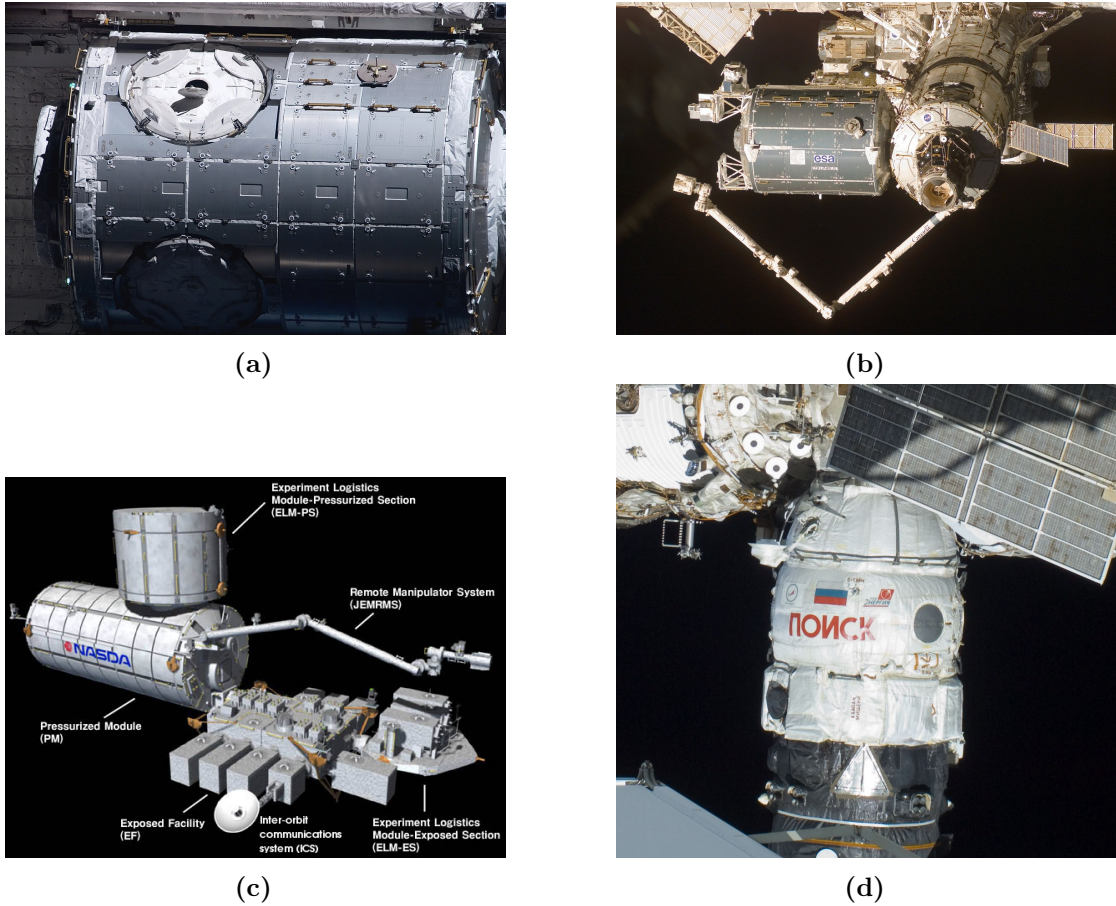 esa
(a)
(b)
Experiment Logistics
Module-Pressurized Section
(ELM-PS)
Remote Manipulator System
(JEMRMS)
NASDA
Pressurized Module
(PM)
Exposed Facility
(EF)
Inter-orbit
communications
system (ICS)
Experiment Logistics
Module-Exposed Section
(ELM-ES)
ЭНЕРГИЯ
ПОИСК
(c)
(d)